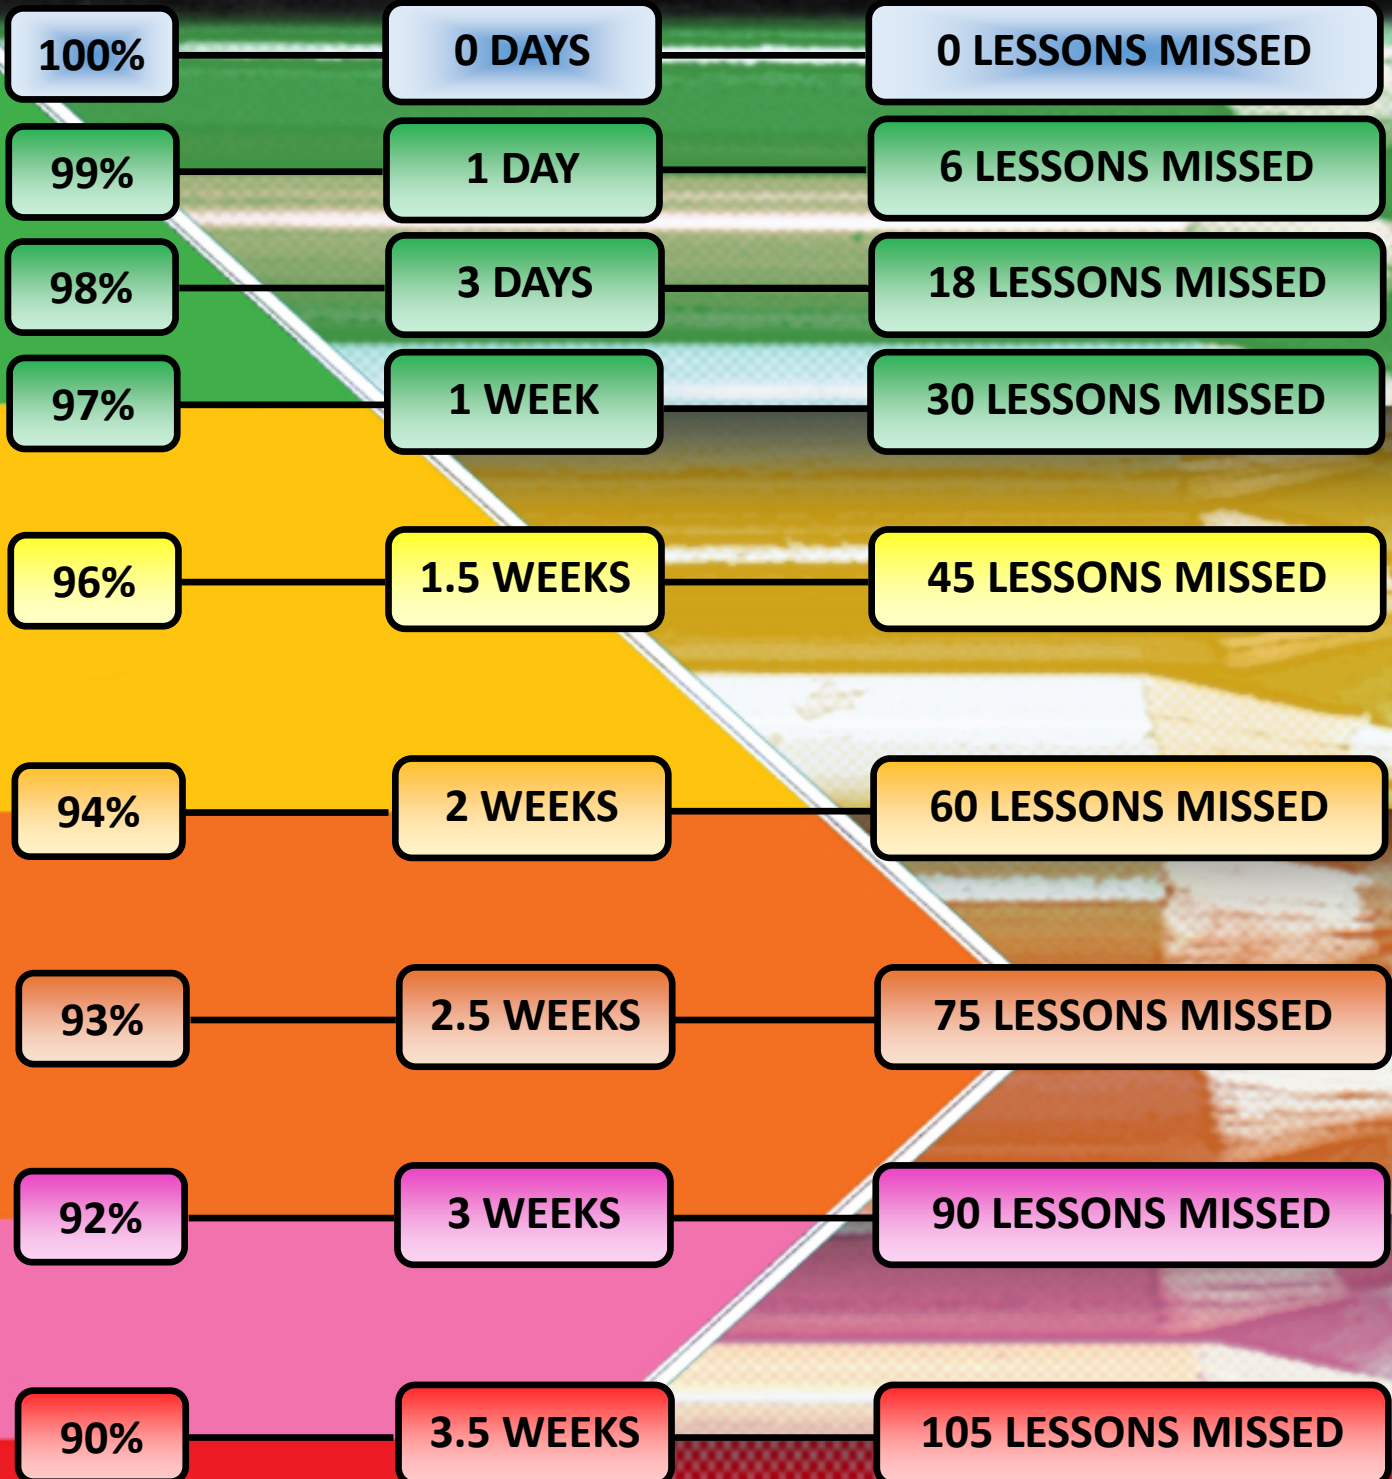 100% 0 DAYS 0 LESSONS MISSED
99% 1 DAY 6 LESSONS MISSED
98% 3 DAYS 18 LESSONS MISSED
97% 1 WEEK 30 LESSONS MISSED
96% 1.5 WEEKS 45 LESSONS MISSED
94% 2 WEEKS 60 LESSONS MISSED
93% 2.5 WEEKS 75 LESSONS MISSED
92% 3 WEEKS 90 LESSONS MISSED
90% 3.5 WEEKS 105 LESSONS MISSED